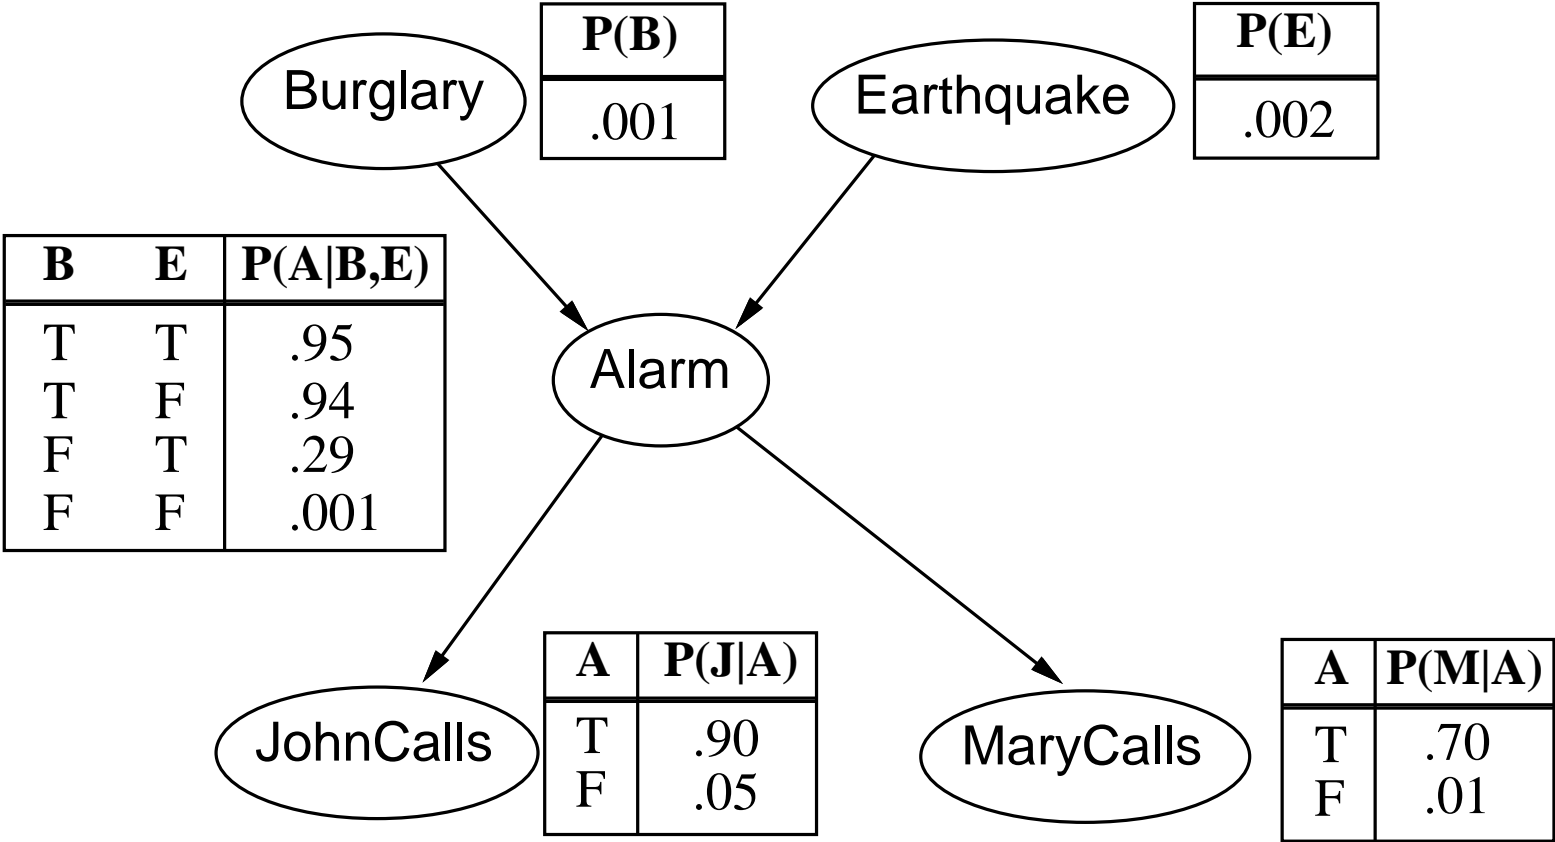 Burglary
P(B)
.001
Earthquake
P(E)
.002
B E P(A|B,E)
T T .95
T F .94
F T .29
F F .001
Alarm
JohnCalls
A P(J|A)
T .90
F .05
MaryCalls
A P(M|A)
T .70
F .01